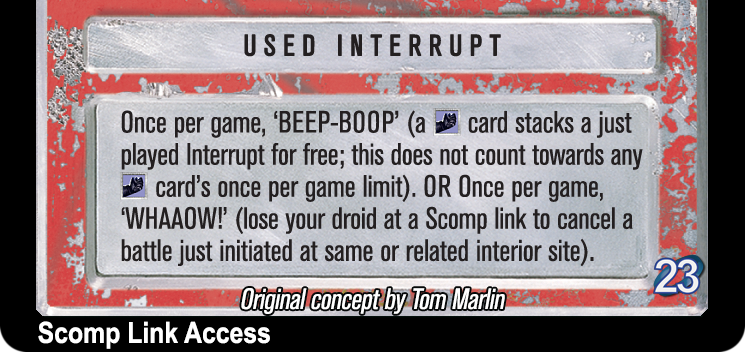 USED INTERRUPT
Once per game, ‘BEEP-BOOP’ (a card stacks a just
played Interrupt for free; this does not count towards any
card’s once per game limit). OR Once per game,
‘WHAAOW!’ (lose your droid at a Scomp link to cancel a
battle just initiated at same or related interior site).
23
Original concept by Tom Marlin
Scomp Link Access